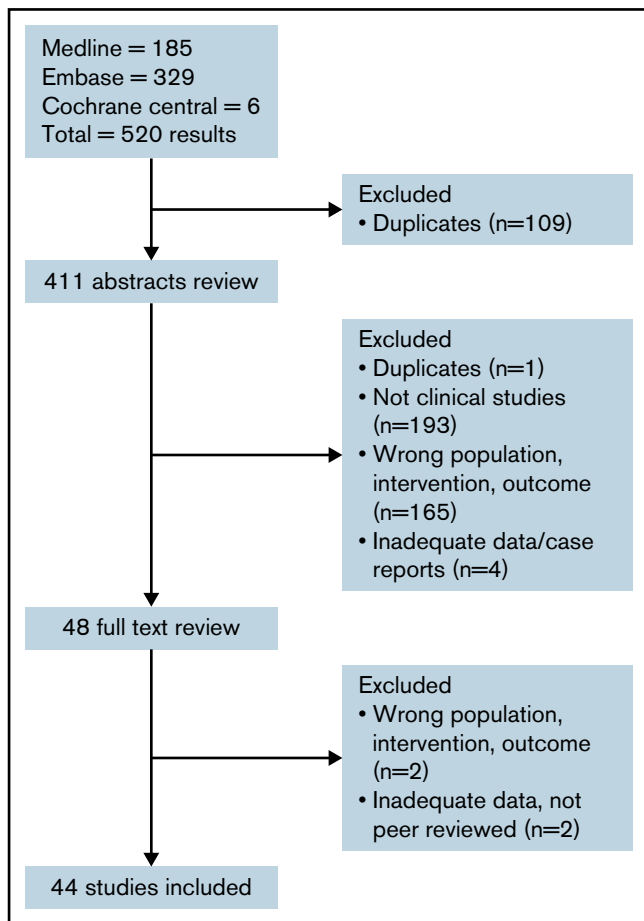 Medline = 185
Embase = 329
Cochrane central = 6
Total = 520 results
Excluded
• Duplicates (n=109)
411 abstracts review
Excluded
• Duplicates (n=1)
• Not clinical studies
(n=193)
• Wrong population,
intervention, outcome
(n=165)
• Inadequate data/case
reports (n=4)
48 full text review
Excluded
• Wrong population,
intervention, outcome
(n=2)
• Inadequate data, not
peer reviewed (n=2)
44 studies included